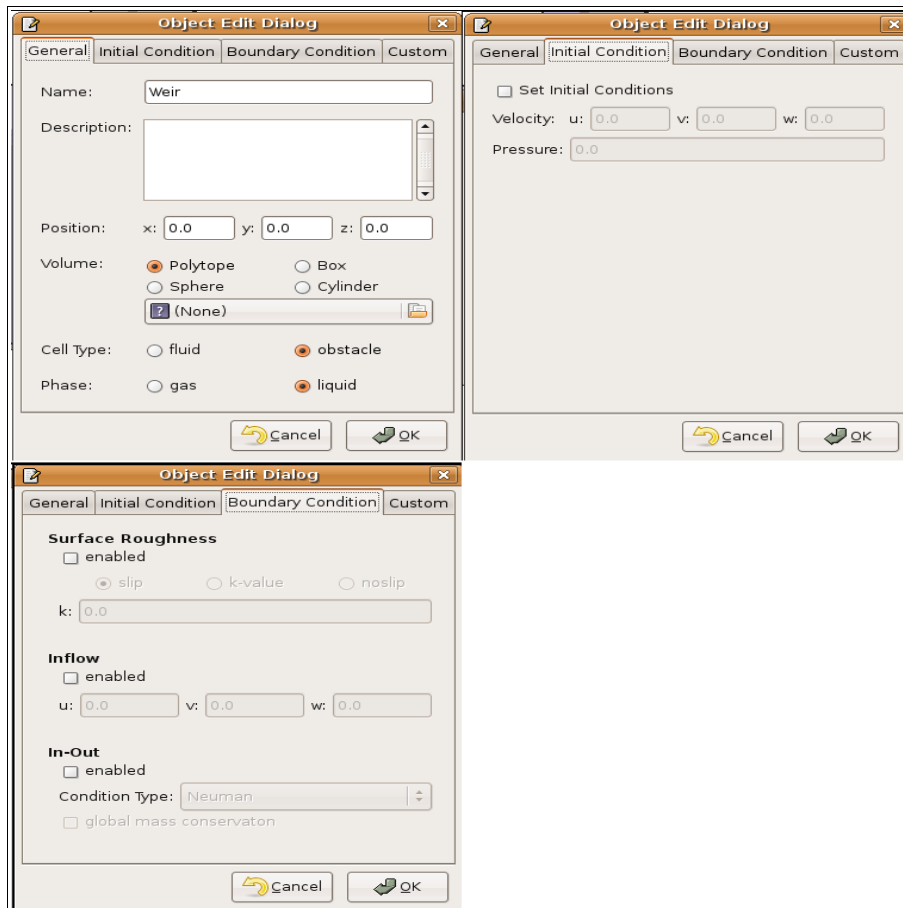 Object Edit Dialog
General Initial Condition Boundary Condition Custom
Name: Weir
Description:
Position: x: 0.0 y: 0.0 z: 0.0
Volume: Polytope Box
Sphere Cylinder
? (None)
Cell Type: fluid obstacle
Phase: gas liquid
Cancel OK
Object Edit Dialog
General Initial Condition Boundary Condition Custom
Set Initial Conditions
Velocity: u: 0.0 v: 0.0 w: 0.0
Pressure: 0.0
Cancel OK
Object Edit Dialog
General Initial Condition Boundary Condition Custom
Surface Roughness
enabled
slip k-value noslip
k: 0.0
Inflow
enabled
u: 0.0 v: 0.0 w: 0.0
In-Out
enabled
Condition Type: Neuman
global mass conservaton
Cancel OK